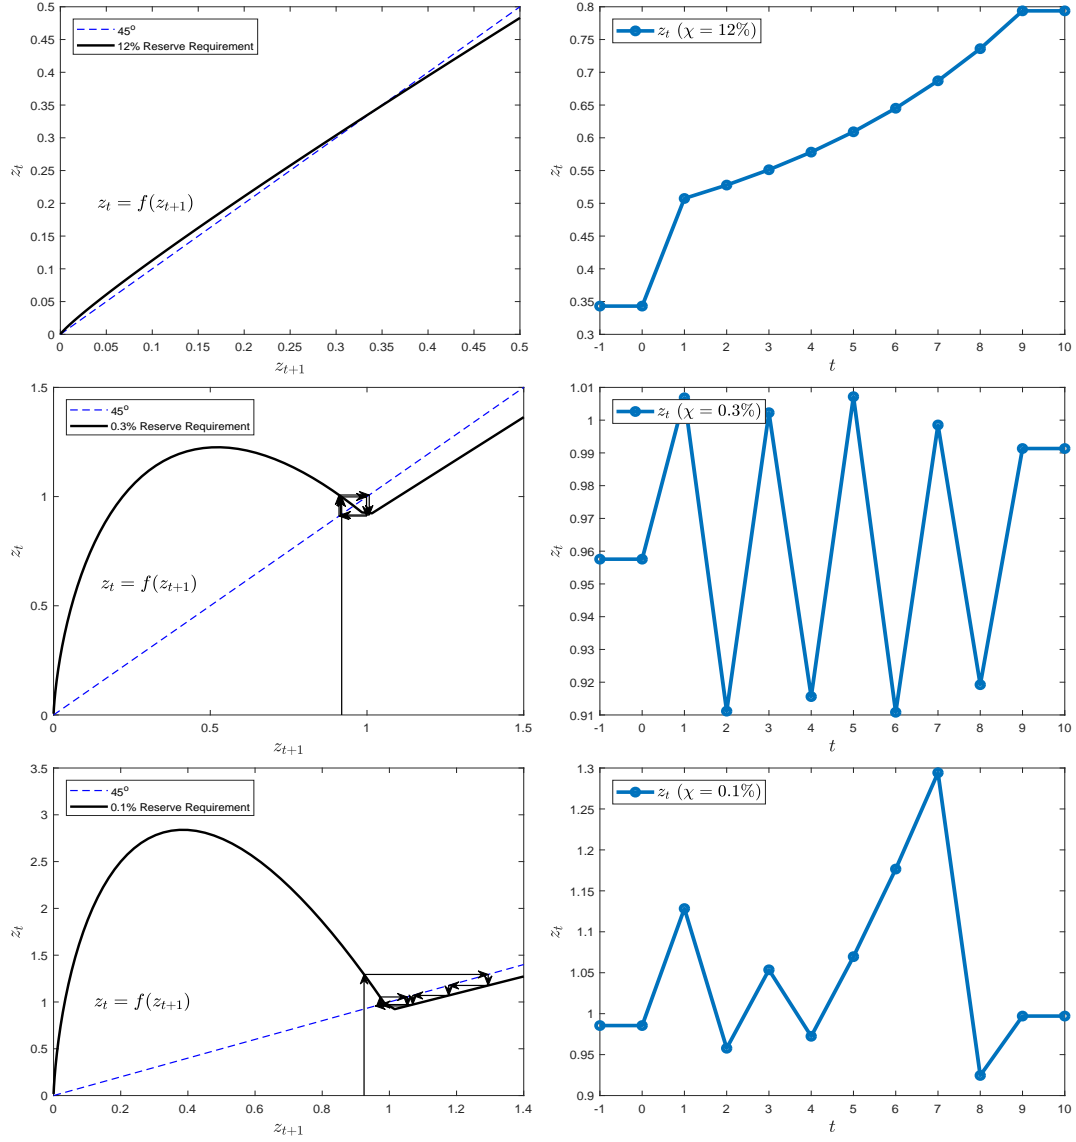 45°
12% Reserve Requirement
z_t = f(z_{t+1})
z_t
0.5
0.45
0.4
0.35
0.3
0.25
0.2
0.15
0.1
0.05
0
0 0.05 0.1 0.15 0.2 0.25 0.3 0.35 0.4 0.45 0.5
z_{t+1}
z_t (χ = 12%)
z_t
0.8
0.75
0.7
0.65
0.6
0.55
0.5
0.45
0.4
0.35
0.3
-1 0 1 2 3 4 5 6 7 8 9 10
t
45°
0.3% Reserve Requirement
z_t = f(z_{t+1})
z_t
1.5
1
0.5
0
0 0.5 1 1.5
z_{t+1}
z_t (χ = 0.3%)
z_t
1.01
1
0.99
0.98
0.97
0.96
0.95
0.94
0.93
0.92
0.91
-1 0 1 2 3 4 5 6 7 8 9 10
t
45°
0.1% Reserve Requirement
z_t = f(z_{t+1})
z_t
3.5
3
2.5
2
1.5
1
0.5
0
0 0.2 0.4 0.6 0.8 1 1.2 1.4
z_{t+1}
z_t (χ = 0.1%)
z_t
1.3
1.25
1.2
1.15
1.1
1.05
1
0.95
0.9
-1 0 1 2 3 4 5 6 7 8 9 10
t